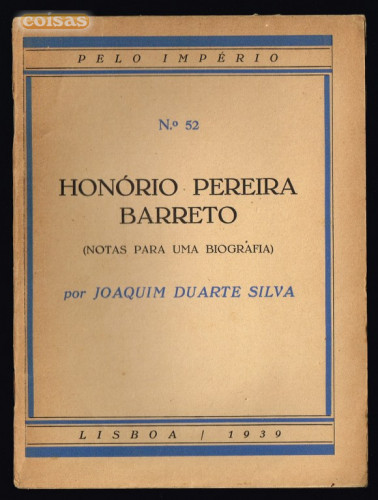 coisas
PELO IMPÉRIO
N.º 52
HONÓRIO PEREIRA
BARRETO
(NOTAS PARA UMA BIOGRAFIA)
por JOAQUIM DUARTE SILVA
LISBOA / 1939